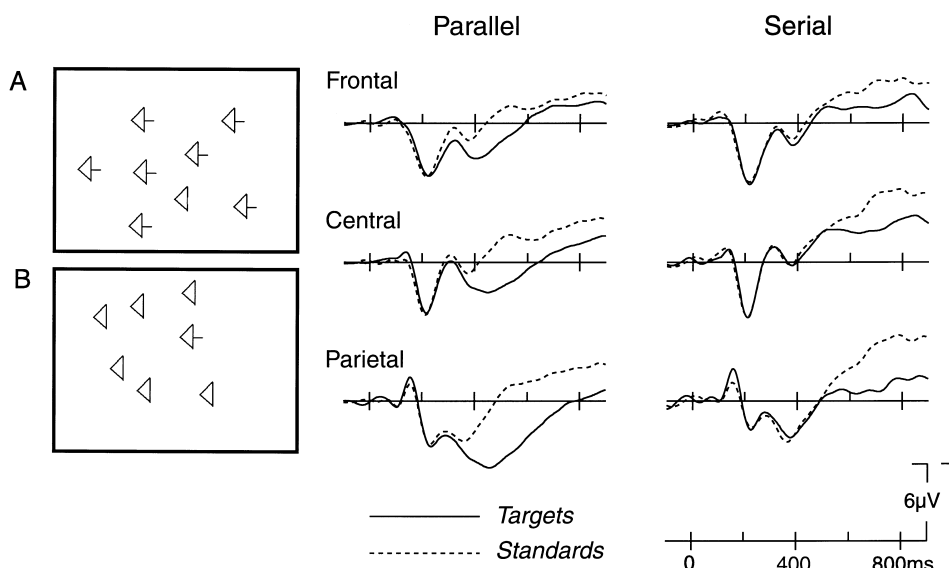 Parallel
Serial
A
Frontal
Central
B
Parietal
6µV
Targets
Standards
0
400
800ms